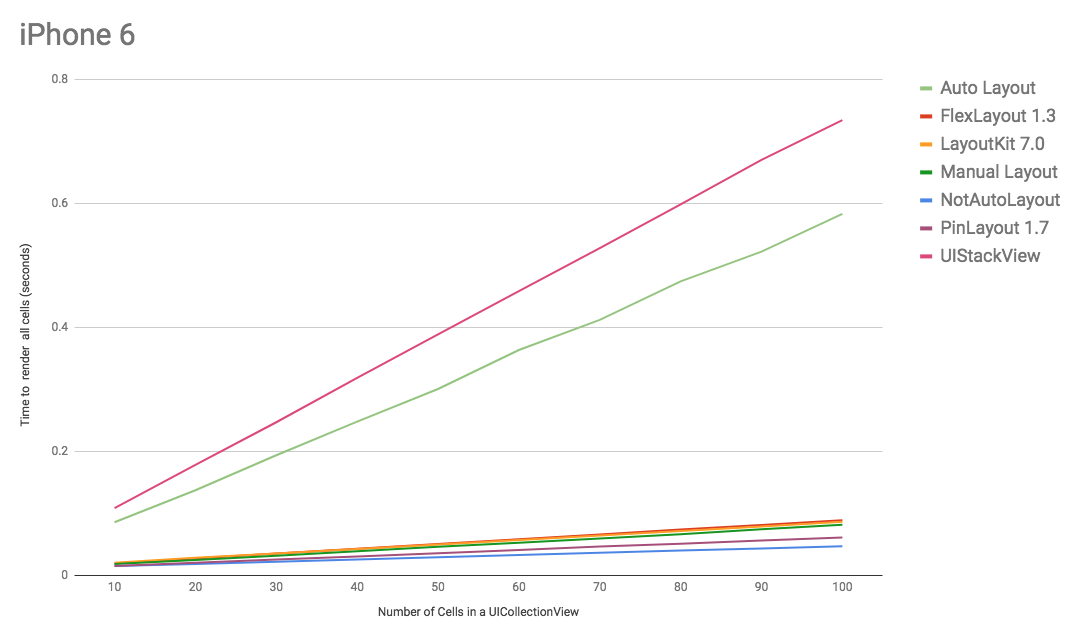 iPhone 6
0.8
0.6
0.4
0.2
0
Time to render all cells (seconds)
10 20 30 40 50 60 70 80 90 100
Number of Cells in a UICollectionView
Auto Layout
FlexLayout 1.3
LayoutKit 7.0
Manual Layout
NotAutoLayout
PinLayout 1.7
UIStackView